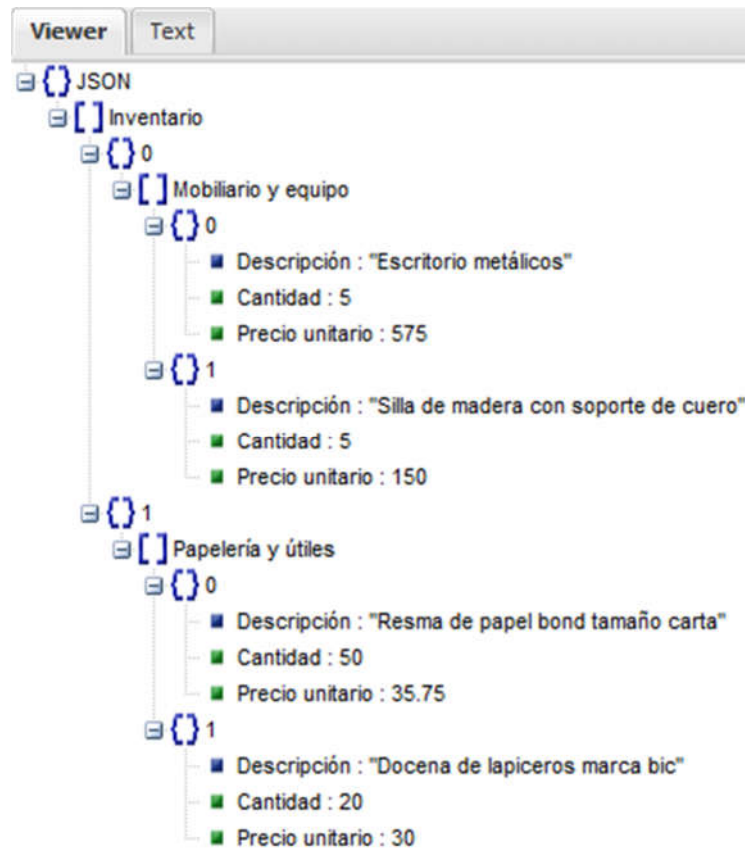 Viewer Text
{} JSON
[ ] Inventario
{} 0
[ ] Mobiliario y equipo
{} 0
Descripción : "Escritorio metálicos"
Cantidad : 5
Precio unitario : 575
{} 1
Descripción : "Silla de madera con soporte de cuero"
Cantidad : 5
Precio unitario : 150
{} 1
[ ] Papelería y útiles
{} 0
Descripción : "Resma de papel bond tamaño carta"
Cantidad : 50
Precio unitario : 35.75
{} 1
Descripción : "Docena de lapiceros marca bic"
Cantidad : 20
Precio unitario : 30